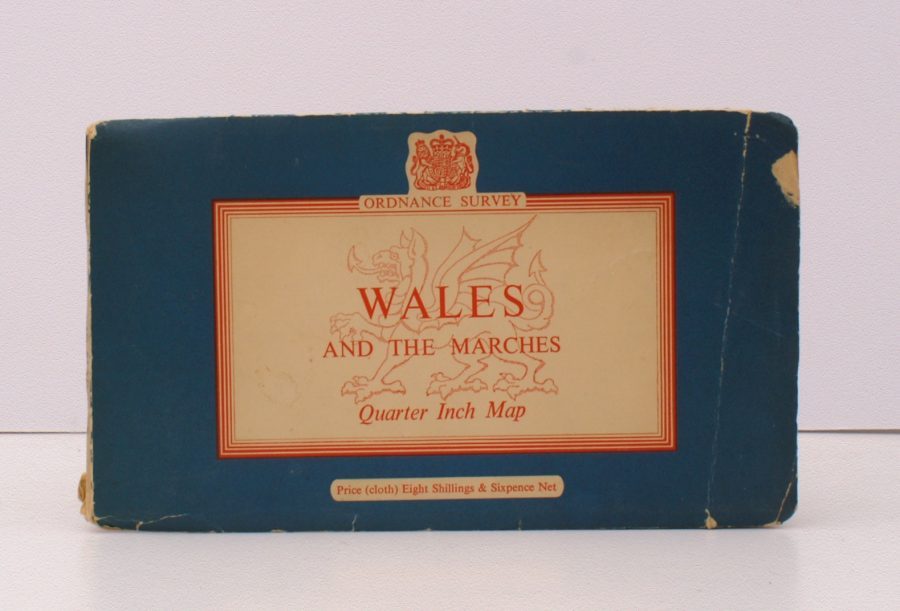 ORDNANCE SURVEY
WALES
AND THE MARCHES
Quarter Inch Map
Price (cloth) Eight Shillings & Sixpence Net